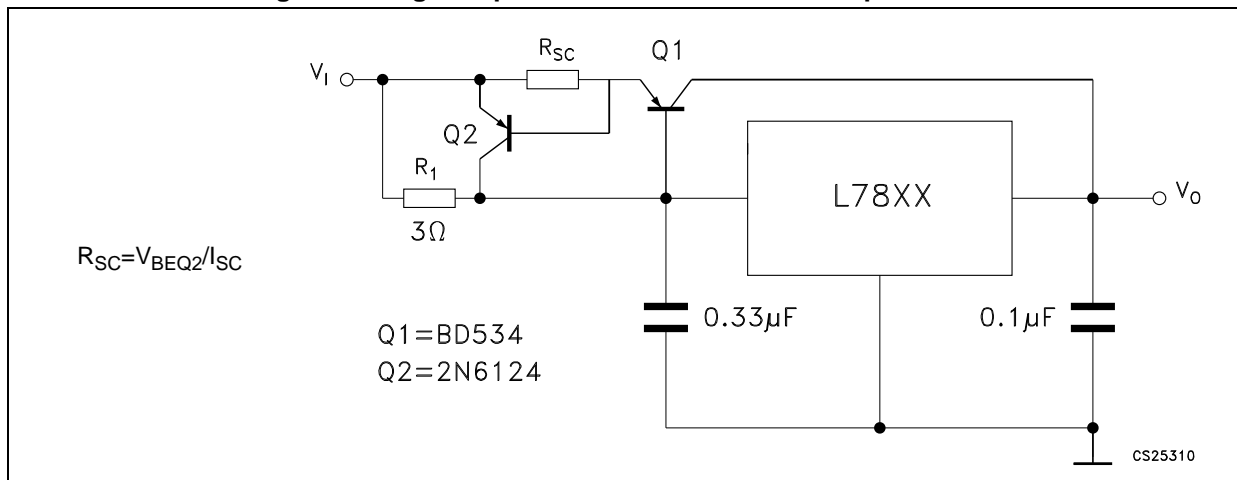 R_SC
Q1
V_I
Q2
R_1
3Ω
L78XX
V_O
R_SC=V_BEQ2/I_SC
0.33µF
0.1µF
Q1=BD534
Q2=2N6124
CS25310